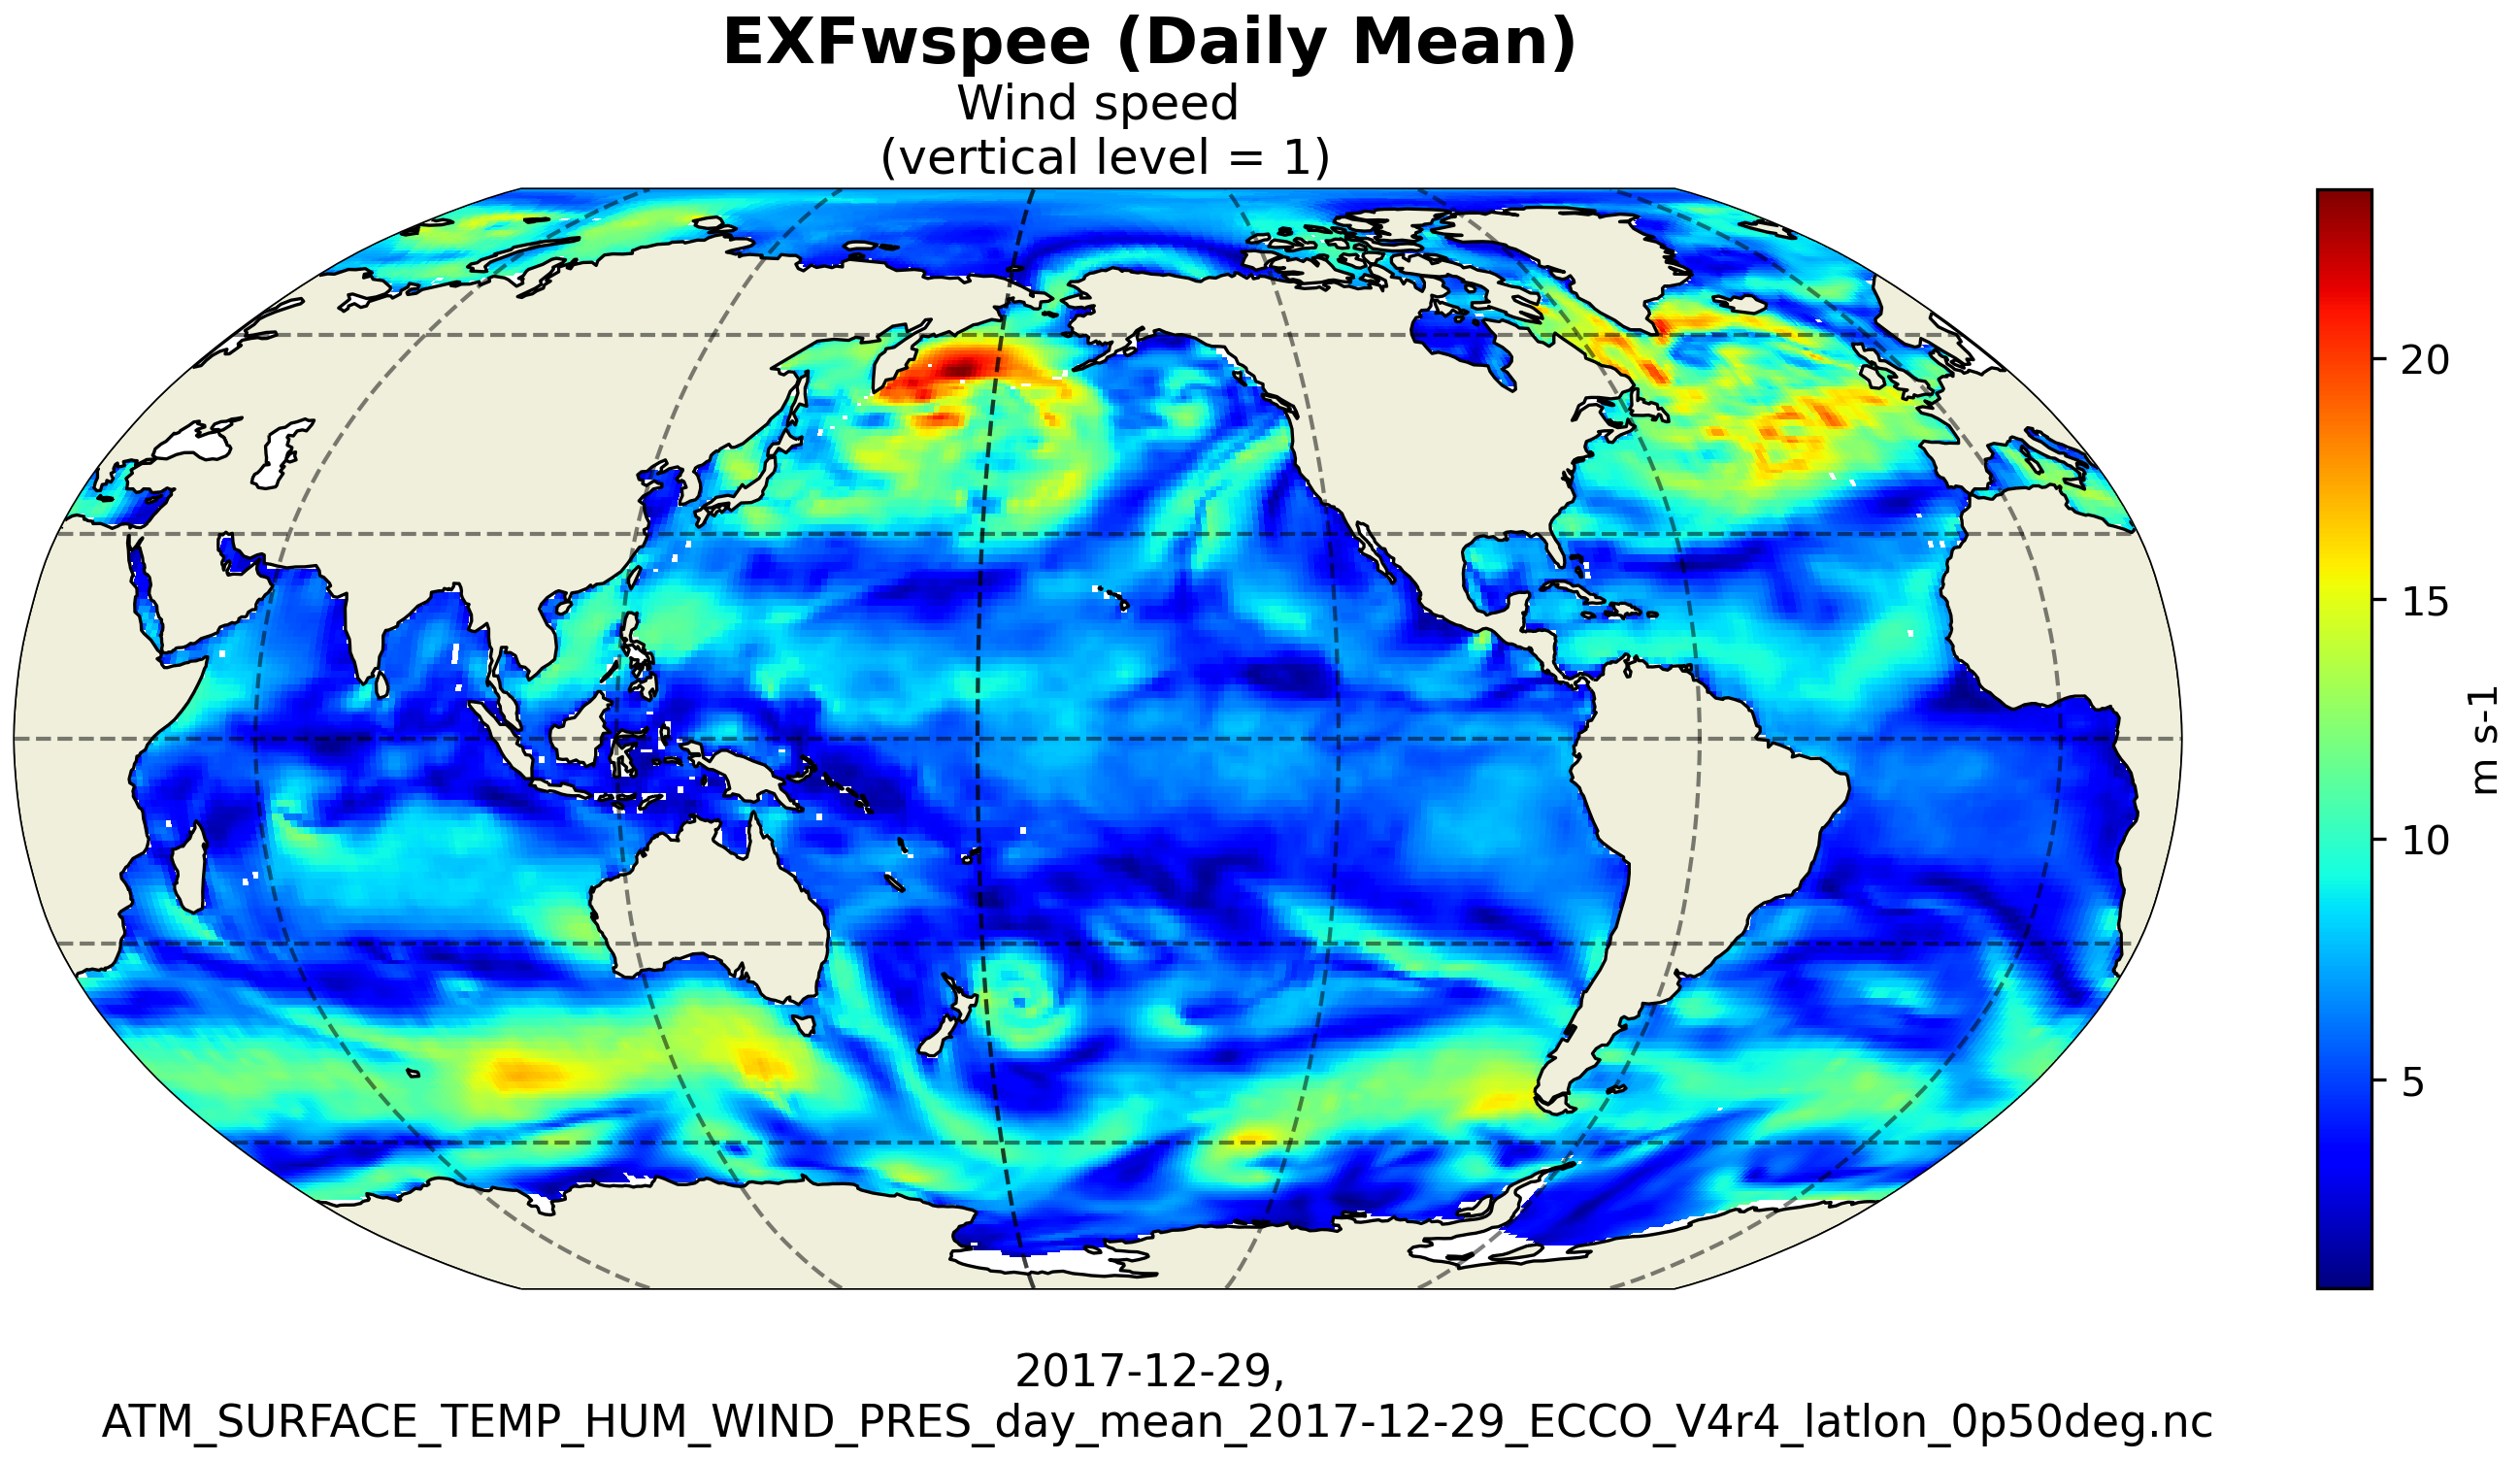 EXFwspee (Daily Mean)
Wind speed
(vertical level = 1)
20
15
10
5
m s-1
2017-12-29,
ATM_SURFACE_TEMP_HUM_WIND_PRES_day_mean_2017-12-29_ECCO_V4r4_latlon_0p50deg.nc